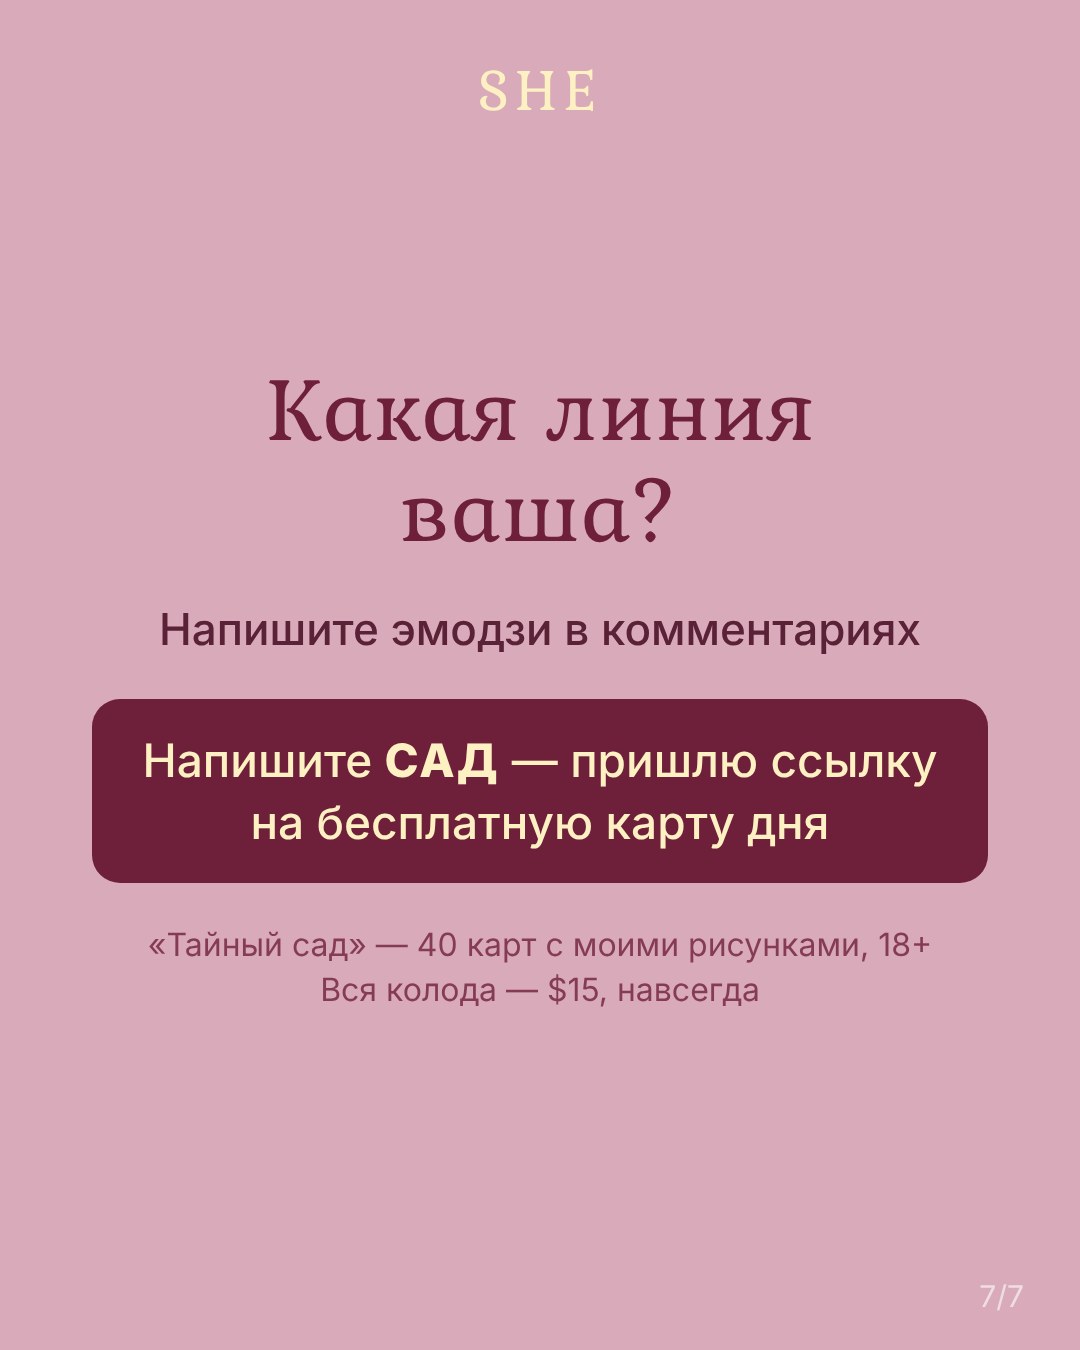 SHE
Какая линия
ваша?
Напишите эмодзи в комментариях
Напишите САД — пришлю ссылку
на бесплатную карту дня
«Тайный сад» — 40 карт с моими рисунками, 18+
Вся колода — $15, навсегда
7/7